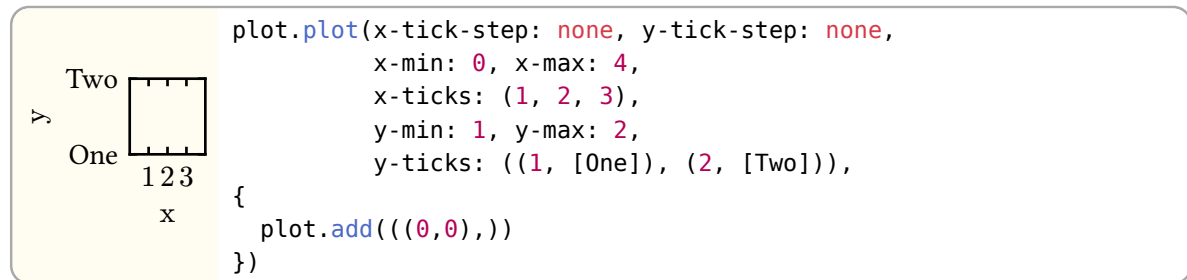 Two
y
One
1 2 3
x
plot.plot(x-tick-step: none, y-tick-step: none,
          x-min: 0, x-max: 4,
          x-ticks: (1, 2, 3),
          y-min: 1, y-max: 2,
          y-ticks: ((1, [One]), (2, [Two])),
{
  plot.add(((0,0),))
})